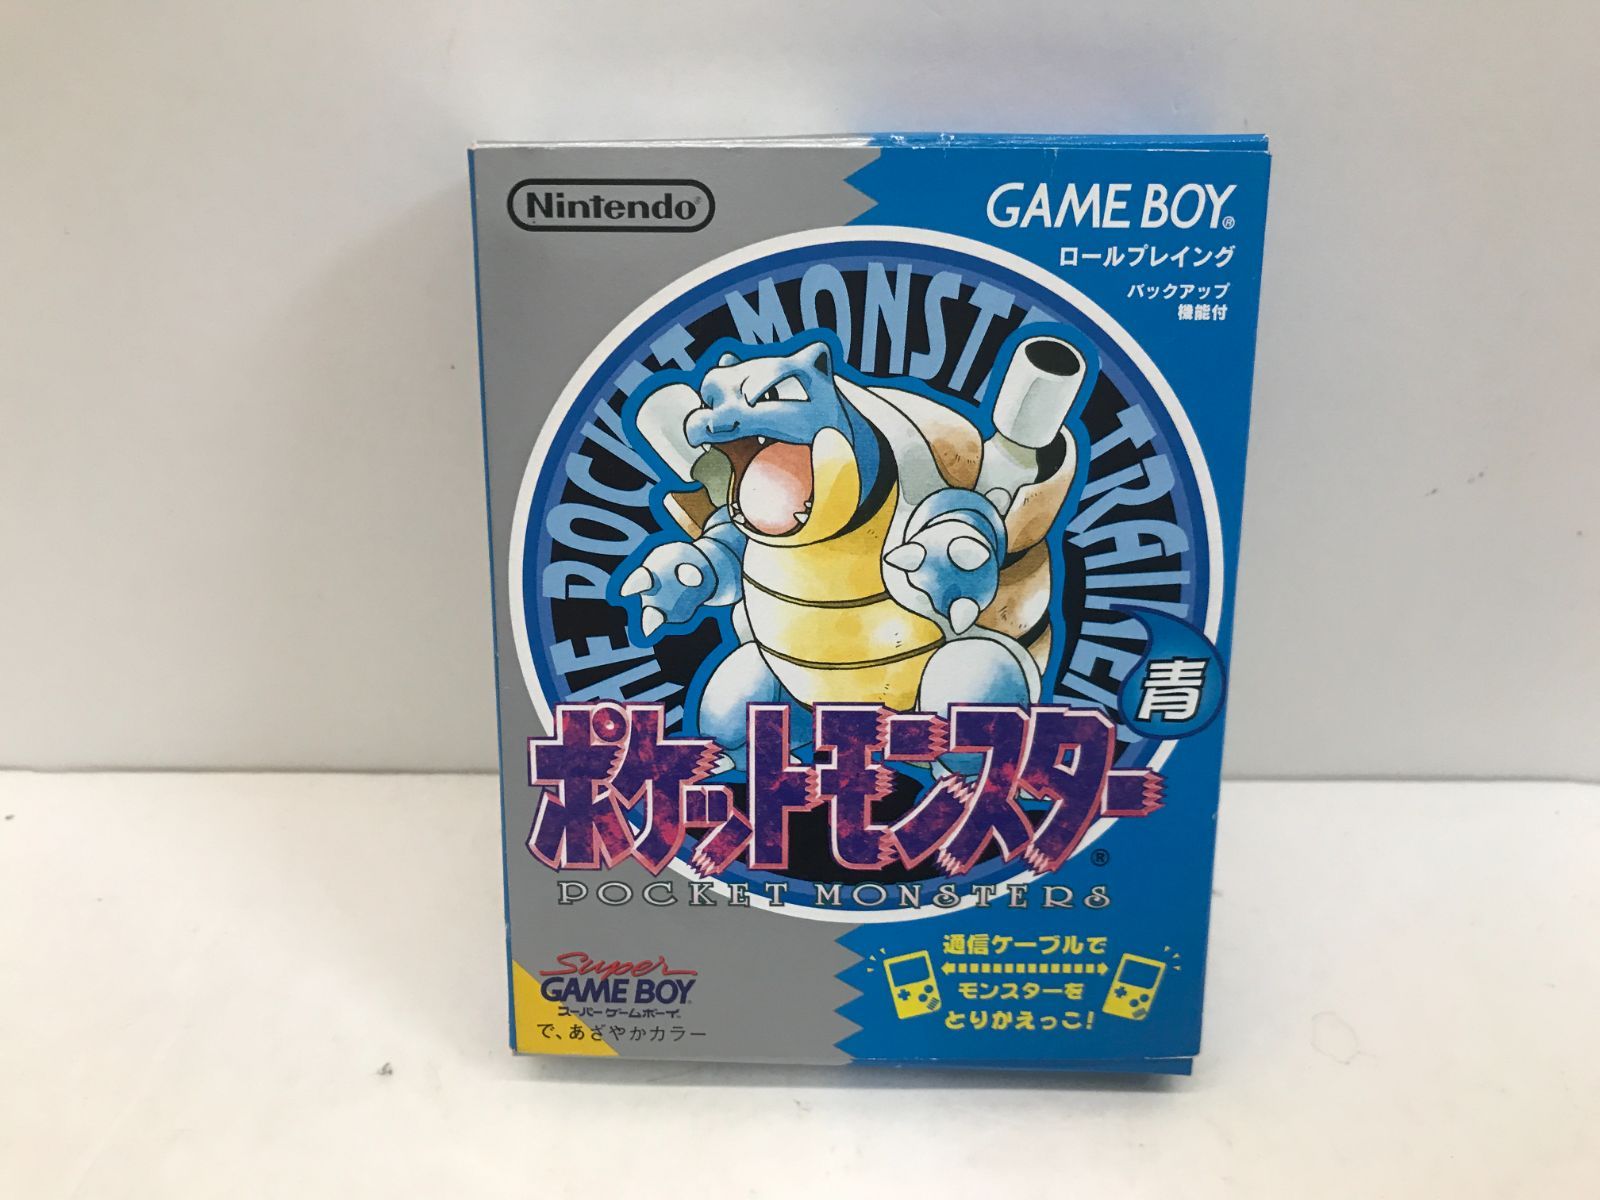 Nintendo®
GAME BOY®
ロールプレイング
バックアップ
機能付
THE POCKET MONSTER TRAINER
青
ポケットモンスター®
POCKET MONSTERS
Super
GAME BOY
スーパーゲームボーイ
で、あざやかカラー
通信ケーブルで
モンスターを
とりかえっこ!